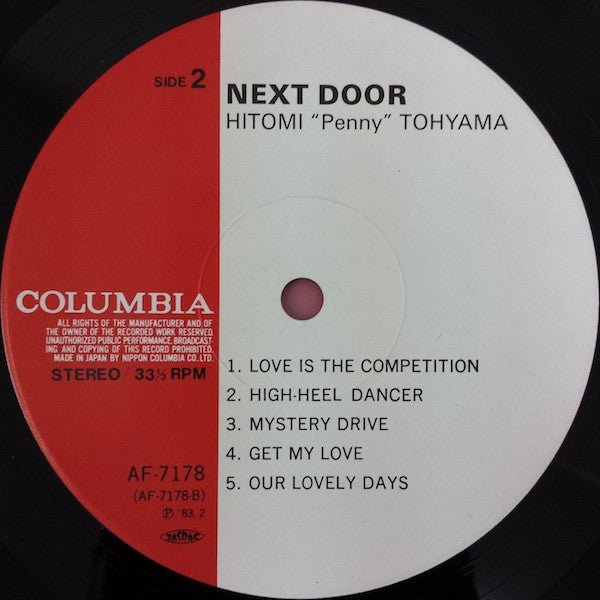 SIDE 2
NEXT DOOR
HITOMI "Penny" TOHYAMA
COLUMBIA
ALL RIGHTS OF THE MANUFACTURER AND OF
THE OWNER OF THE RECORDED WORK RESERVED.
UNAUTHORIZED PUBLIC PERFORMANCE. BROADCAST-
ING AND COPYING OF THIS RECORD PROHIBITED.
MADE IN JAPAN BY NIPPON COLUMBIA CO.LTD.
STEREO / 33⅓ RPM
1. LOVE IS THE COMPETITION
2. HIGH-HEEL DANCER
3. MYSTERY DRIVE
4. GET MY LOVE
5. OUR LOVELY DAYS
AF-7178
(AF-7178-B)
Ⓟ '83. 2
JASRAC